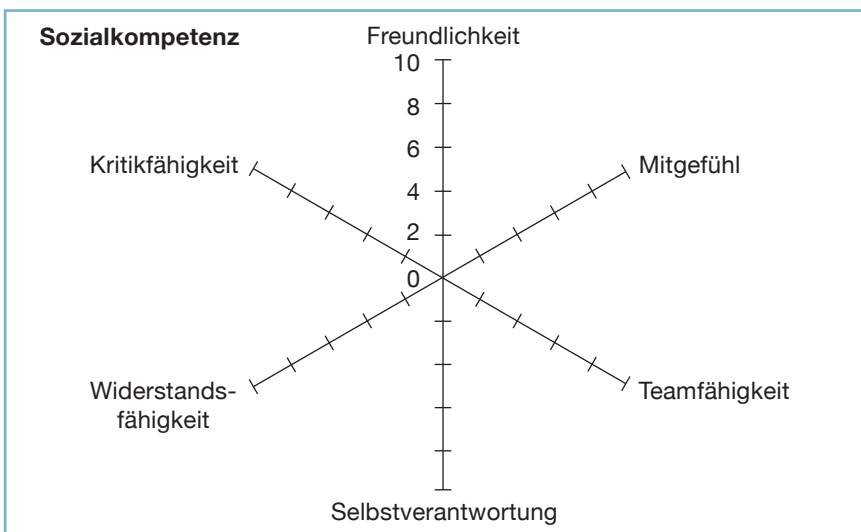 Sozialkompetenz
Freundlichkeit
10
8
6
4
2
0
Kritikfähigkeit
Mitgefühl
Widerstands-
fähigkeit
Teamfähigkeit
Selbstverantwortung